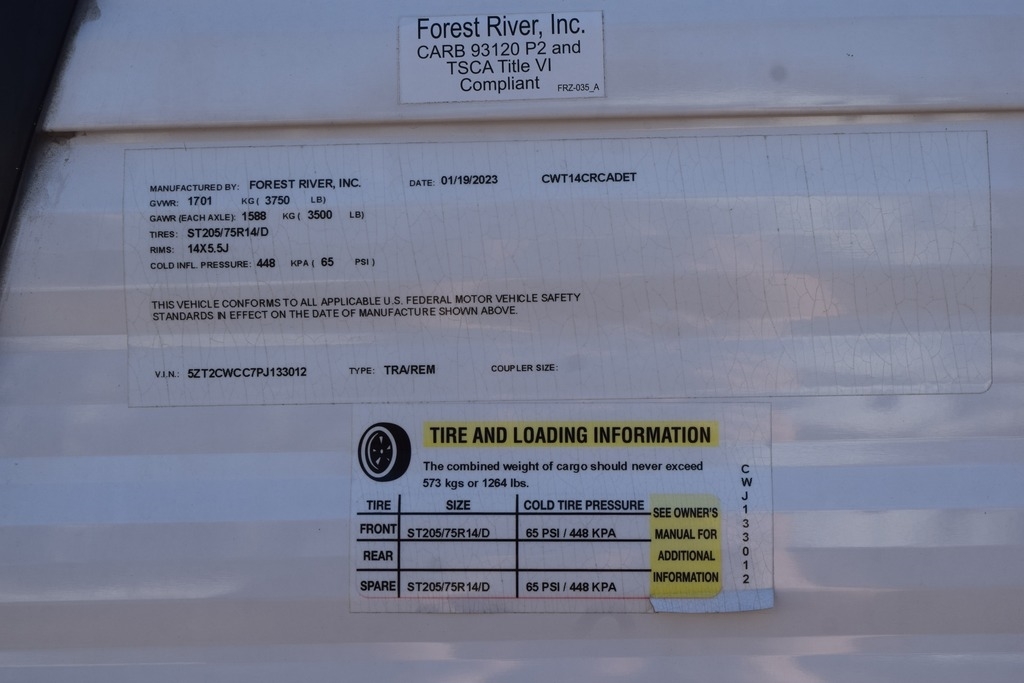 Forest River, Inc.
CARB 93120 P2 and
TSCA Title VI
Compliant
FRZ-035_A
MANUFACTURED BY: FOREST RIVER, INC. DATE: 01/19/2023 CWT14CRCADET
GVWR: 1701 KG ( 3750 LB)
GAWR (EACH AXLE): 1588 KG ( 3500 LB)
TIRES: ST205/75R14/D
RIMS: 14X5.5J
COLD INFL. PRESSURE: 448 KPA ( 65 PSI )
THIS VEHICLE CONFORMS TO ALL APPLICABLE U.S. FEDERAL MOTOR VEHICLE SAFETY
STANDARDS IN EFFECT ON THE DATE OF MANUFACTURE SHOWN ABOVE.
V.I.N.: 5ZT2CWCC7PJ133012 TYPE: TRA/REM COUPLER SIZE:
TIRE AND LOADING INFORMATION
The combined weight of cargo should never exceed
573 kgs or 1264 lbs.
TIRE SIZE COLD TIRE PRESSURE
FRONT ST205/75R14/D 65 PSI / 448 KPA
REAR
SPARE ST205/75R14/D 65 PSI / 448 KPA
SEE OWNER'S
MANUAL FOR
ADDITIONAL
INFORMATION
CWJ133012